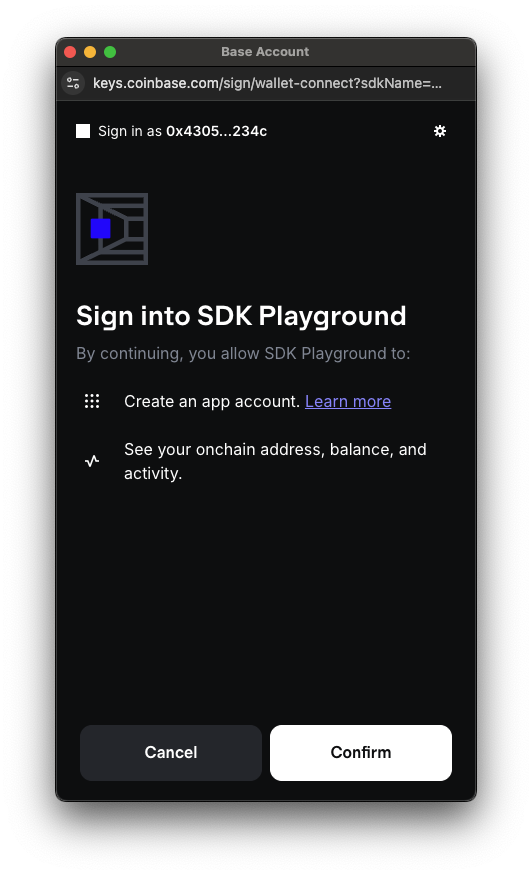 Base Account
keys.coinbase.com/sign/wallet-connect?sdkName=...
Sign in as 0x4305...234c
Sign into SDK Playground
By continuing, you allow SDK Playground to:
Create an app account. Learn more
See your onchain address, balance, and
activity.
Cancel
Confirm